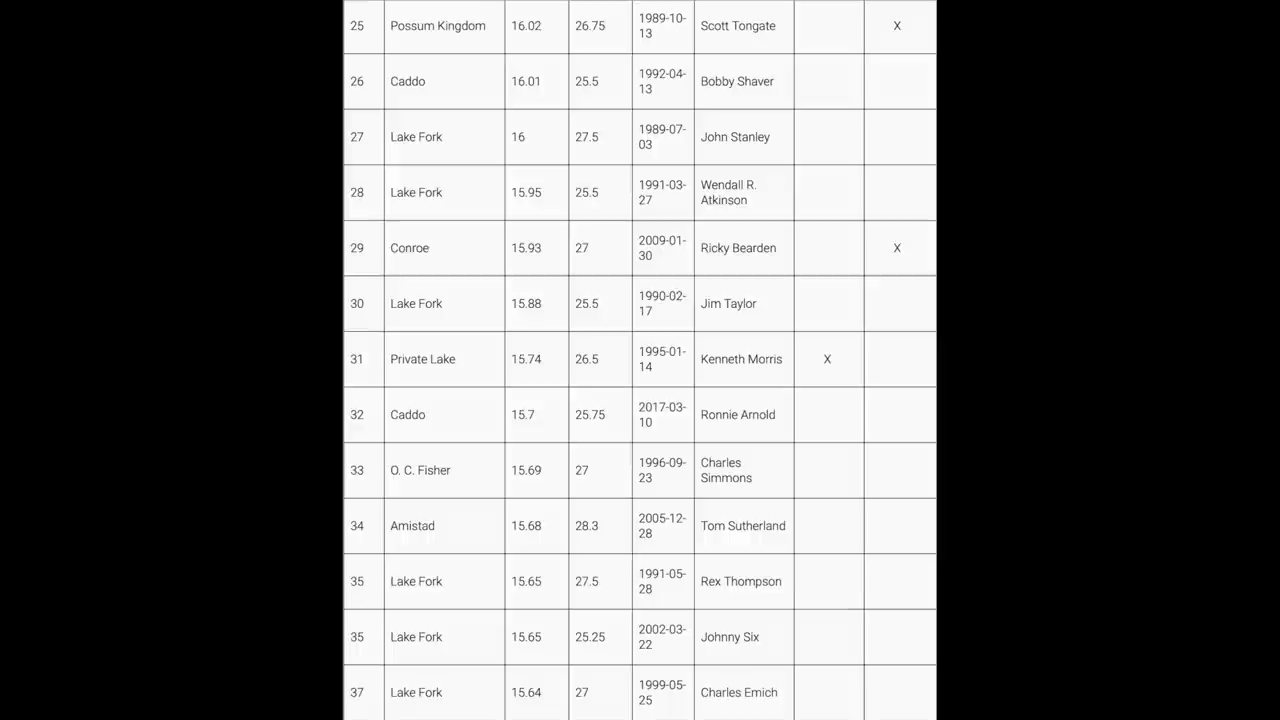 25 Possum Kingdom 16.02 26.75 1989-10-13 Scott Tongate X
26 Caddo 16.01 25.5 1992-04-13 Bobby Shaver
27 Lake Fork 16 27.5 1989-07-03 John Stanley
28 Lake Fork 15.95 25.5 1991-03-27 Wendall R. Atkinson
29 Conroe 15.93 27 2009-01-30 Ricky Bearden X
30 Lake Fork 15.88 25.5 1990-02-17 Jim Taylor
31 Private Lake 15.74 26.5 1995-01-14 Kenneth Morris X
32 Caddo 15.7 25.75 2017-03-10 Ronnie Arnold
33 O. C. Fisher 15.69 27 1996-09-23 Charles Simmons
34 Amistad 15.68 28.3 2005-12-28 Tom Sutherland
35 Lake Fork 15.65 27.5 1991-05-28 Rex Thompson
35 Lake Fork 15.65 25.25 2002-03-22 Johnny Six
37 Lake Fork 15.64 27 1999-05-25 Charles Emich